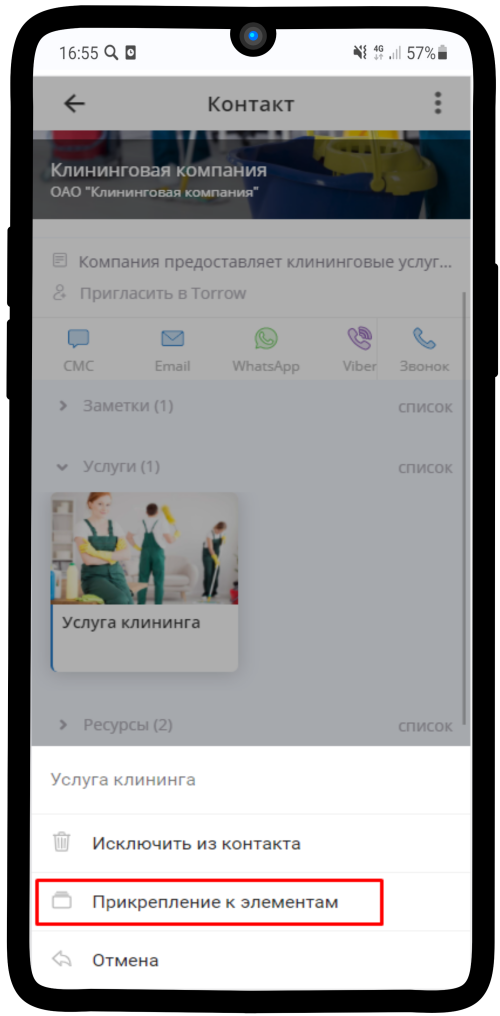 16:55
4G
57%
Контакт
Клининговая компания
ОАО "Клининговая компания"
Компания предоставляет клининговые услуг...
Пригласить в Torrow
СМС Email WhatsApp Viber Звонок
Заметки (1) список
Услуги (1) список
Услуга клининга
Ресурсы (2) список
Услуга клининга
Исключить из контакта
Прикрепление к элементам
Отмена